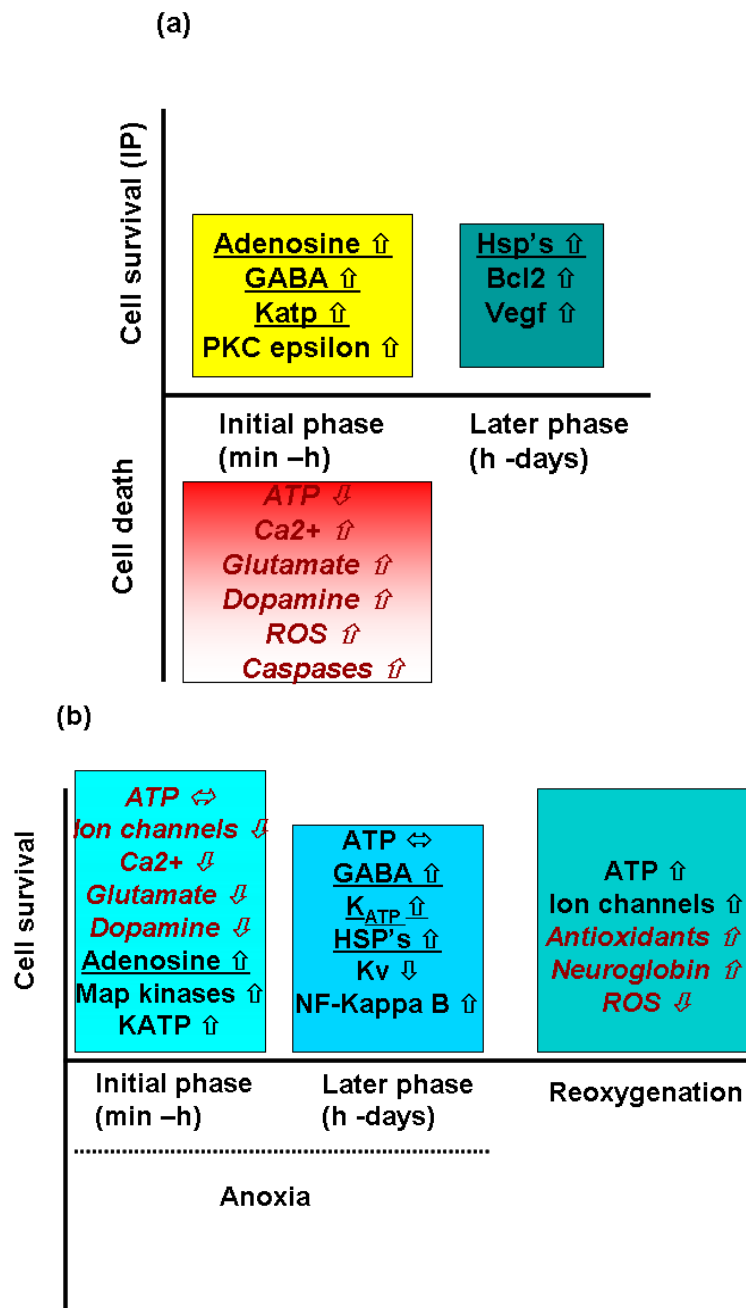 (a)
Cell survival (IP)
Adenosine ⇧
GABA ⇧
Katp ⇧
PKC epsilon ⇧
Hsp's ⇧
Bcl2 ⇧
Vegf ⇧
Initial phase
(min –h)
Later phase
(h -days)
Cell death
ATP ⇩
Ca2+ ⇧
Glutamate ⇧
Dopamine ⇧
ROS ⇧
Caspases ⇧
(b)
Cell survival
ATP ⬄
Ion channels ⇩
Ca2+ ⇩
Glutamate ⇩
Dopamine ⇩
Adenosine ⇧
Map kinases ⇧
KATP ⇧
ATP ⬄
GABA ⇧
KATP ⇧
HSP's ⇧
Kv ⇩
NF-Kappa B ⇧
ATP ⇧
Ion channels ⇧
Antioxidants ⇧
Neuroglobin ⇧
ROS ⇩
Initial phase
(min –h)
Later phase
(h -days)
Reoxygenation
Anoxia